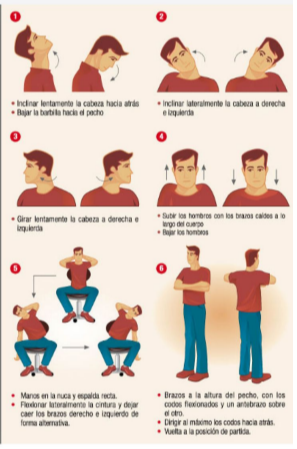 1
2
• Inclinar lentamente la cabeza hacia atrás
• Bajar la barbilla hacia el pecho
• Inclinar lateralmente la cabeza a derecha
e izquierda
3
4
• Girar lentamente la cabeza a derecha e
izquierda
• Subir los hombros con los brazos caídos a lo
largo del cuerpo
• Bajar los hombros
5
6
• Manos en la nuca y espalda recta.
• Flexionar lateralmente la cintura y dejar
caer los brazos derecho e izquierdo de
forma alternativa.
• Brazos a la altura del pecho, con los
codos flexionados y un antebrazo sobre
el otro.
• Dirigir al máximo los codos hacia atrás.
• Vuelta a la posición de partida.